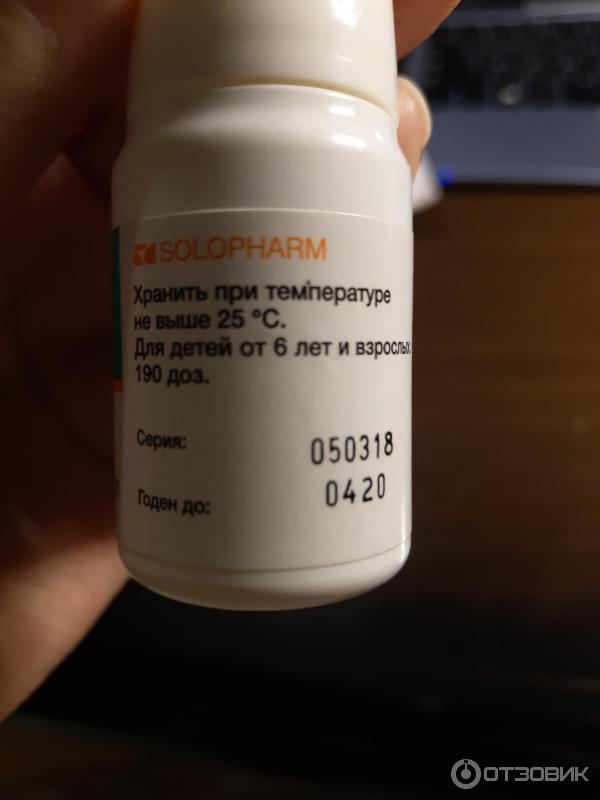 SOLOPHARM
Хранить при температуре
не выше 25 °C.
Для детей от 6 лет и взрослых.
190 доз.
Серия: 050318
Годен до: 0420
ОТЗОВИК